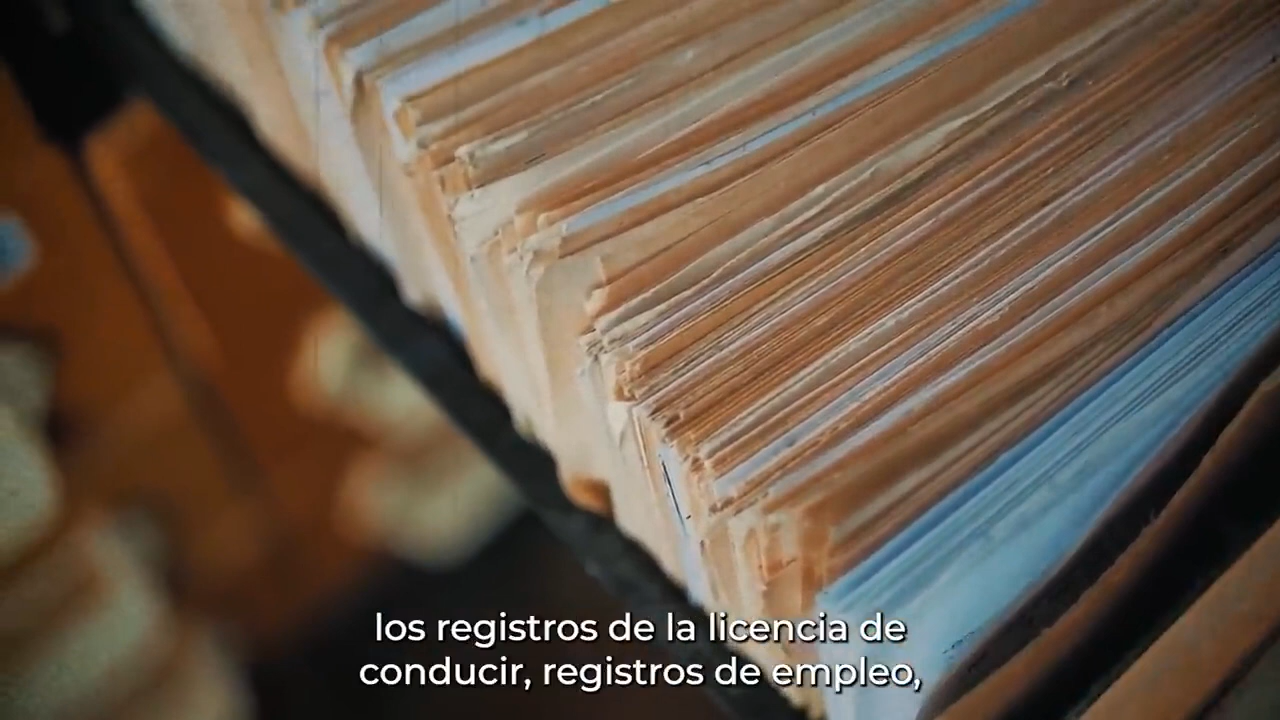 los registros de la licencia de
conducir, registros de empleo,